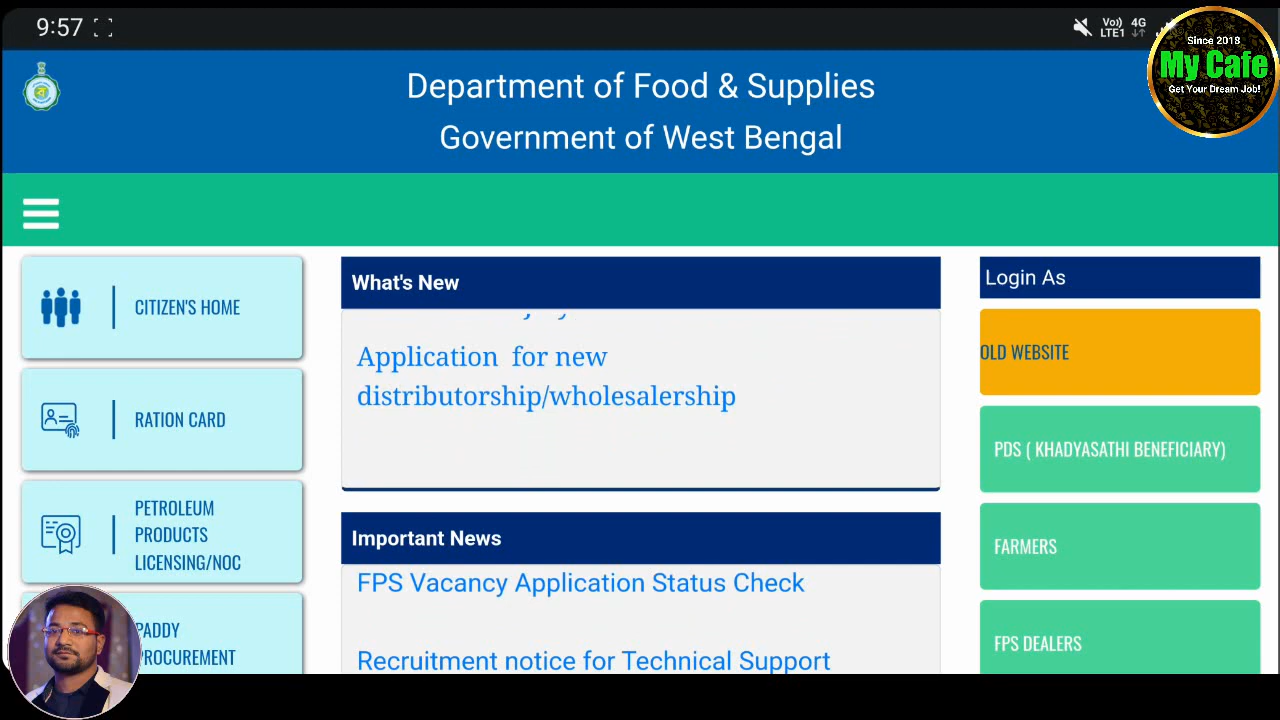 9:57
Vo) 4G
LTE1
Since 2018
My Cafe
Get Your Dream Job!
Department of Food & Supplies
Government of West Bengal
CITIZEN'S HOME
RATION CARD
PETROLEUM
PRODUCTS
LICENSING/NOC
PADDY
PROCUREMENT
What's New
Application for new
distributorship/wholesalership
Important News
FPS Vacancy Application Status Check
Recruitment notice for Technical Support
Login As
OLD WEBSITE
PDS ( KHADYASATHI BENEFICIARY)
FARMERS
FPS DEALERS